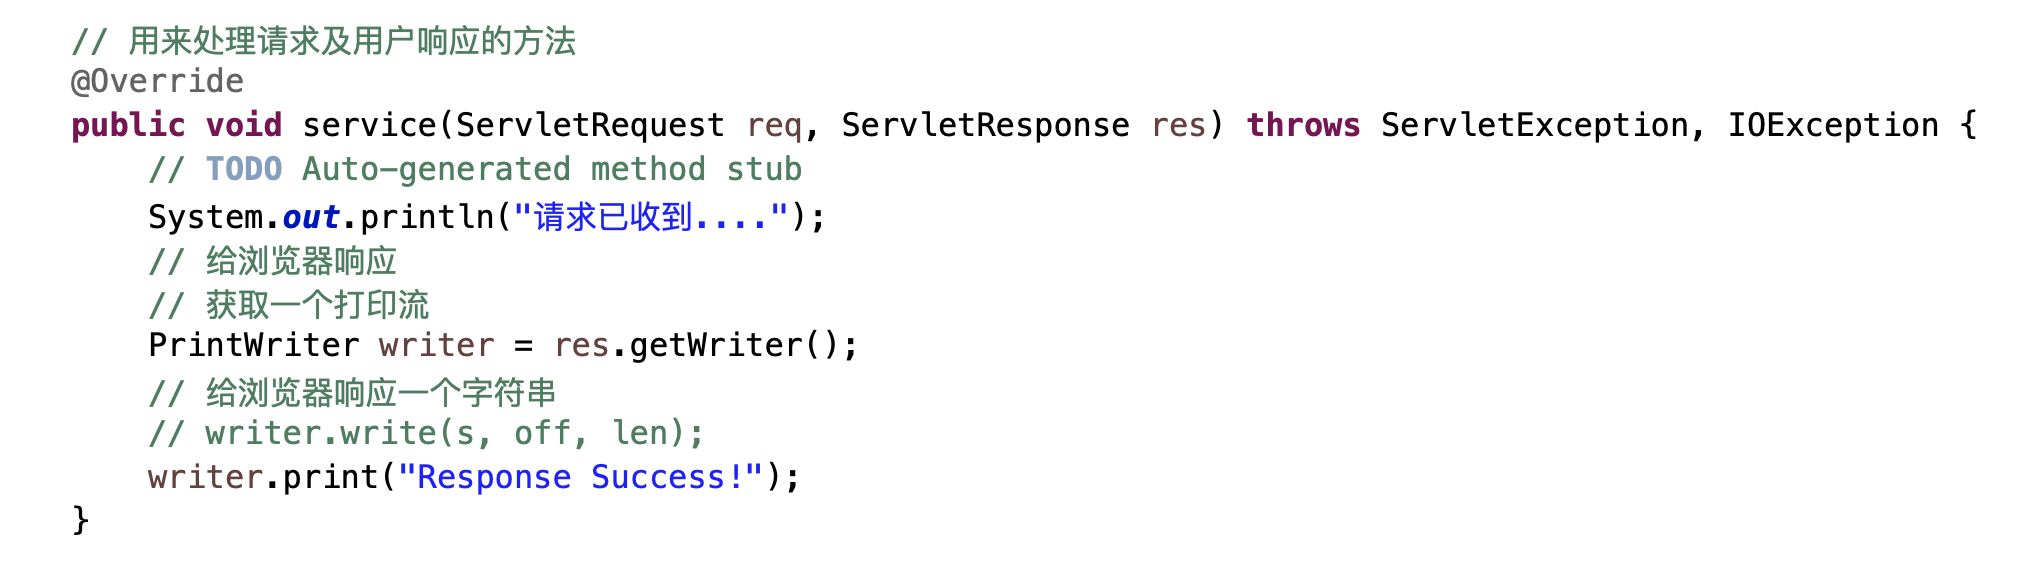 // 用来处理请求及用户响应的方法
@Override
public void service(ServletRequest req, ServletResponse res) throws ServletException, IOException {
    // TODO Auto-generated method stub
    System.out.println("请求已收到....");
    // 给浏览器响应
    // 获取一个打印流
    PrintWriter writer = res.getWriter();
    // 给浏览器响应一个字符串
    // writer.write(s, off, len);
    writer.print("Response Success!");
}